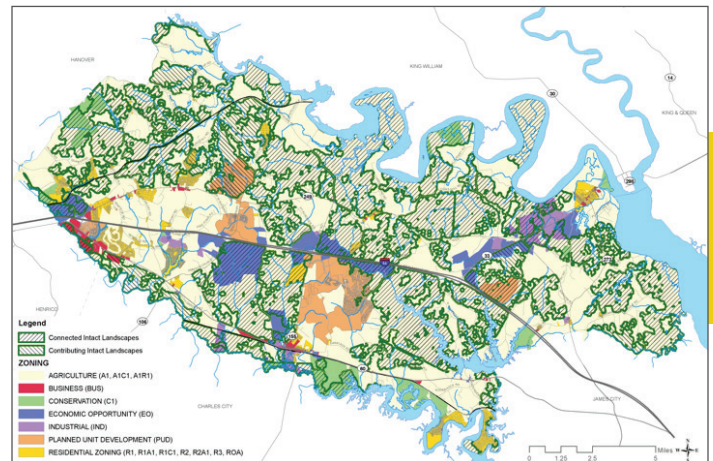 HANOVER
KING WILLIAM
14
30
KING & QUEEN
249
HENRICO
106
CHARLES CITY
60
JAMES CITY
Legend
Connected Intact Landscapes
Contributing Intact Landscapes
ZONING
AGRICULTURE (A1, A1C1, A1R1)
BUSINESS (BUS)
CONSERVATION (C1)
ECONOMIC OPPORTUNITY (EO)
INDUSTRIAL (IND)
PLANNED UNIT DEVELOPMENT (PUD)
RESIDENTIAL ZONING (R1, R1A1, R1C1, R2, R2A1, R3, ROA)
0 1.25 2.5 5
Miles
N
W E
S